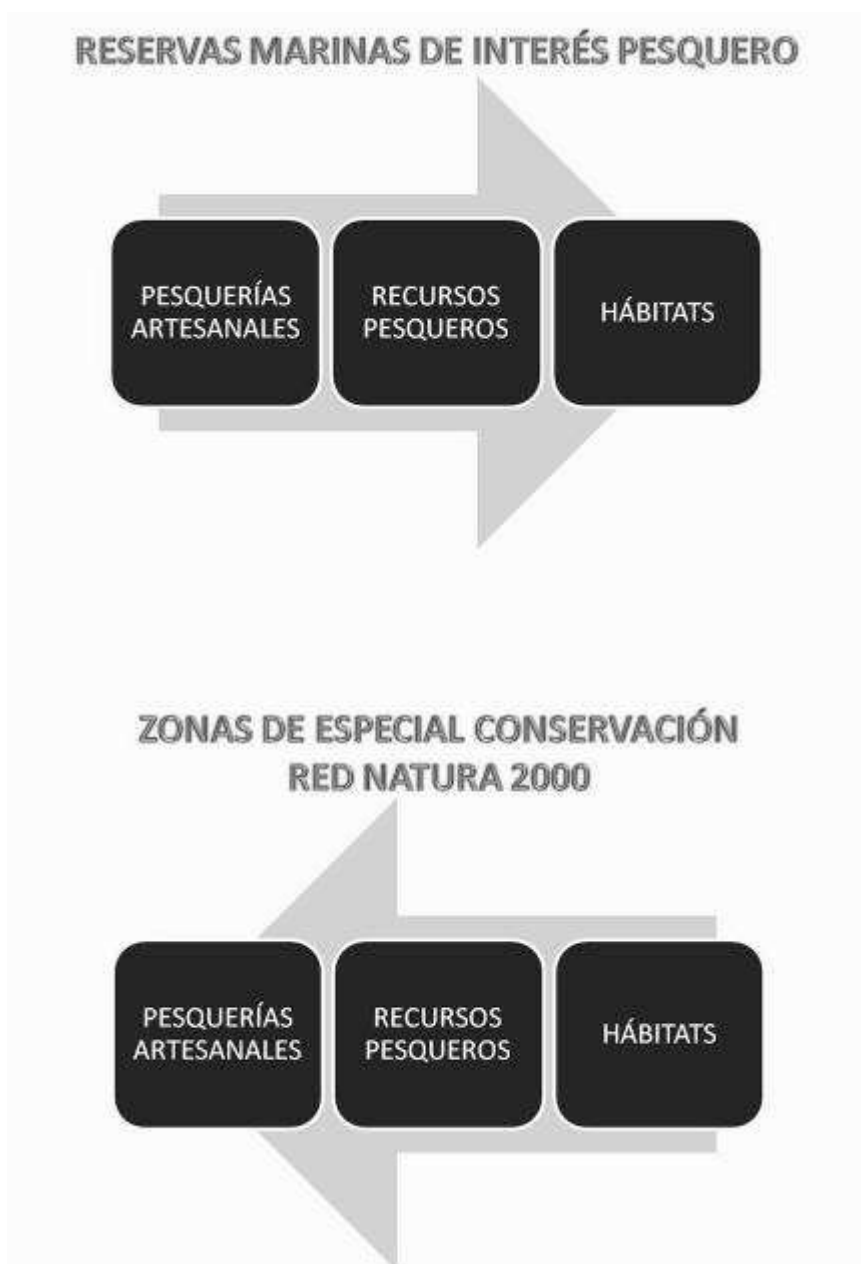 RESERVAS MARINAS DE INTERÉS PESQUERO
PESQUERÍAS
ARTESANALES
RECURSOS
PESQUEROS
HÁBITATS
ZONAS DE ESPECIAL CONSERVACIÓN
RED NATURA 2000
PESQUERÍAS
ARTESANALES
RECURSOS
PESQUEROS
HÁBITATS